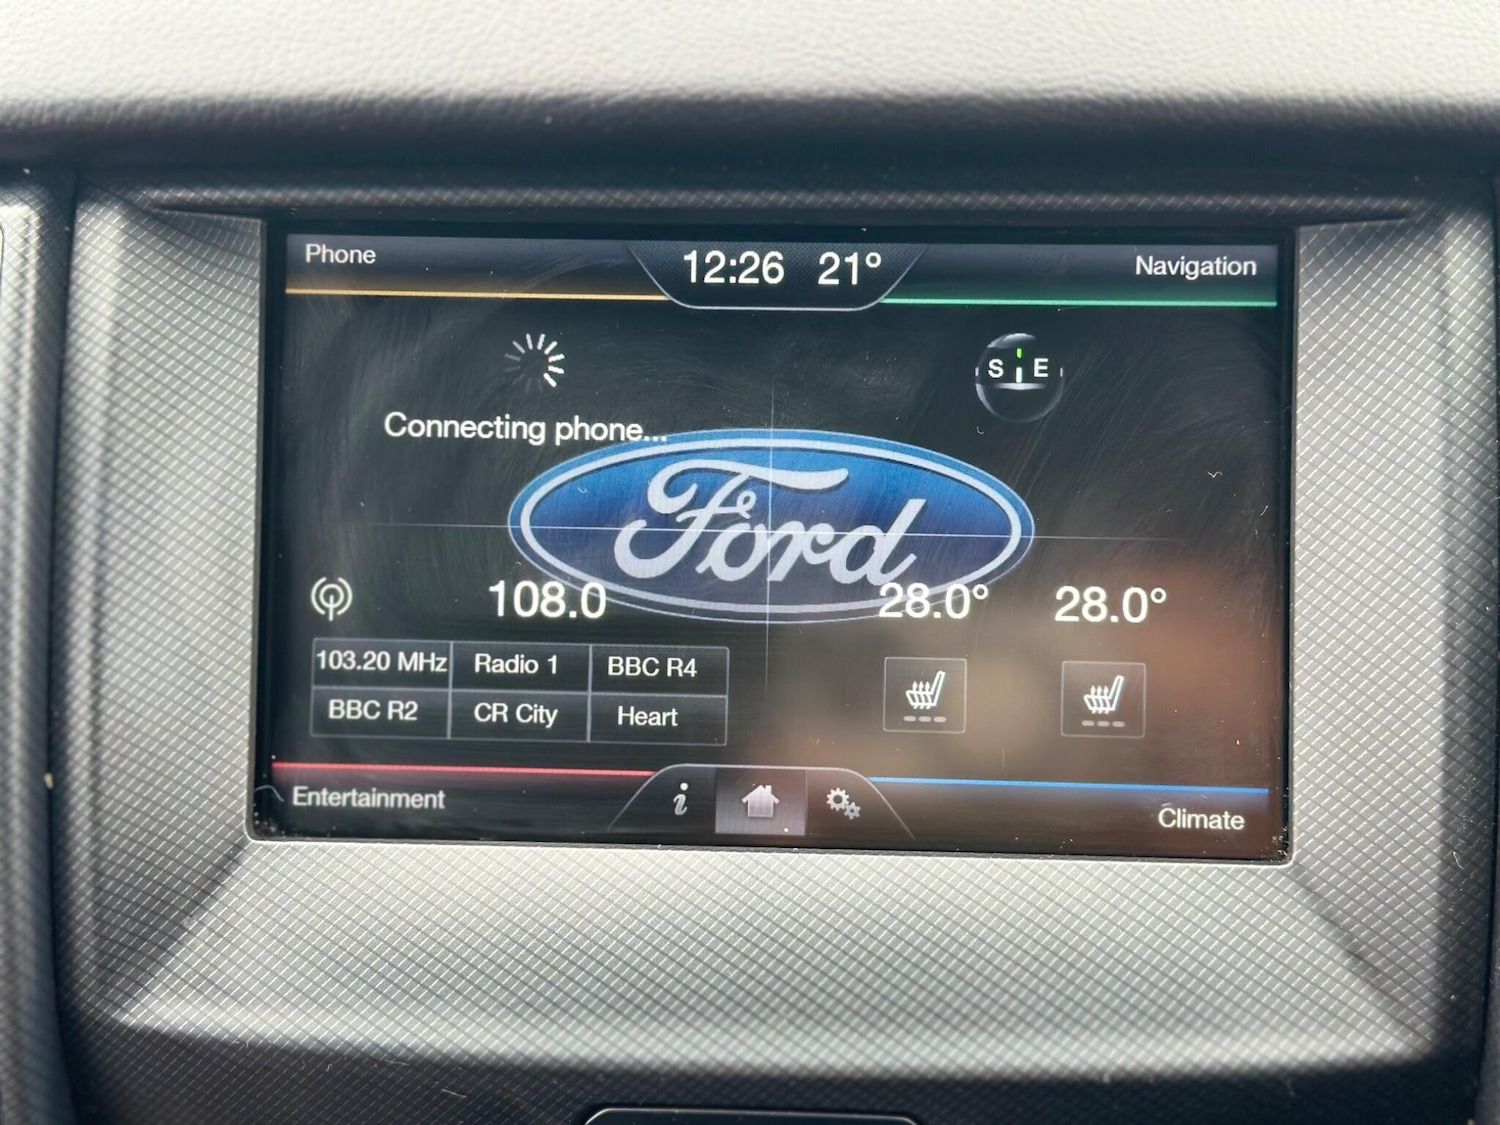 Phone
12:26 21°
Navigation
S E
Connecting phone...
Ford
108.0
28.0° 28.0°
103.20 MHz Radio 1 BBC R4
BBC R2 CR City Heart
Entertainment
i
Climate